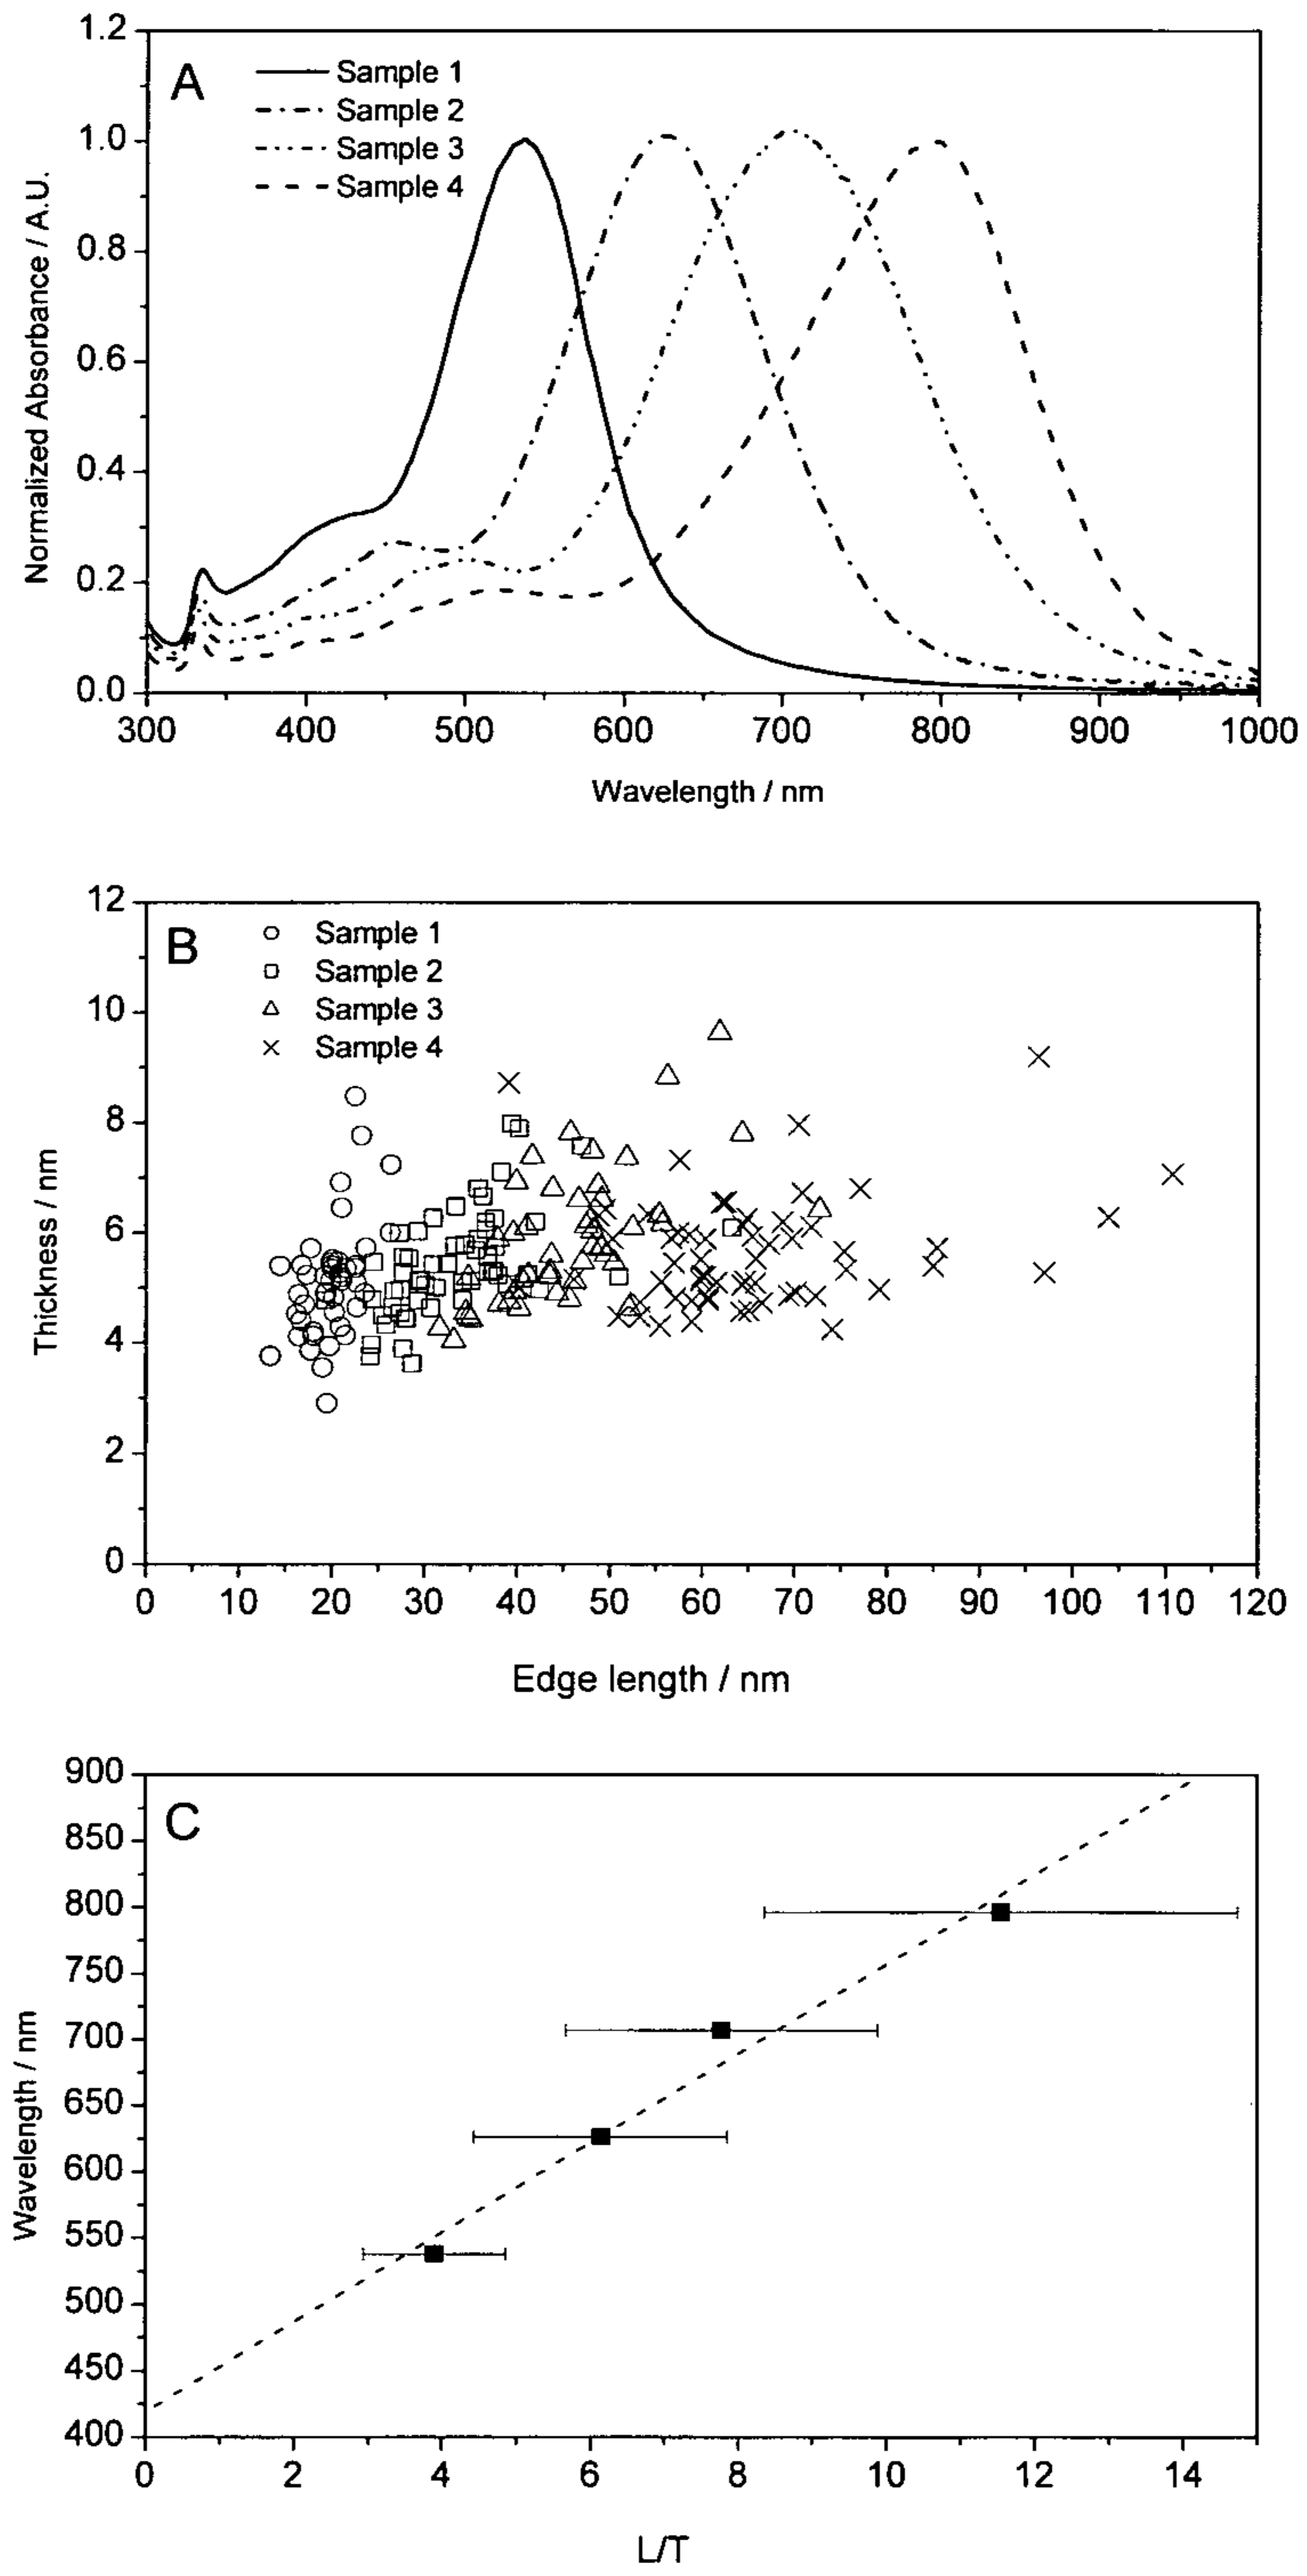 1.2
A
Sample 1
Sample 2
Sample 3
Sample 4
1.0
0.8
0.6
0.4
0.2
0.0
Normalized Absorbance / A.U.
300 400 500 600 700 800 900 1000
Wavelength / nm
12
B
Sample 1
Sample 2
Sample 3
Sample 4
10
8
6
4
2
0
Thickness / nm
0 10 20 30 40 50 60 70 80 90 100 110 120
Edge length / nm
900
C
850
800
750
700
650
600
550
500
450
400
Wavelength / nm
0 2 4 6 8 10 12 14
L/T